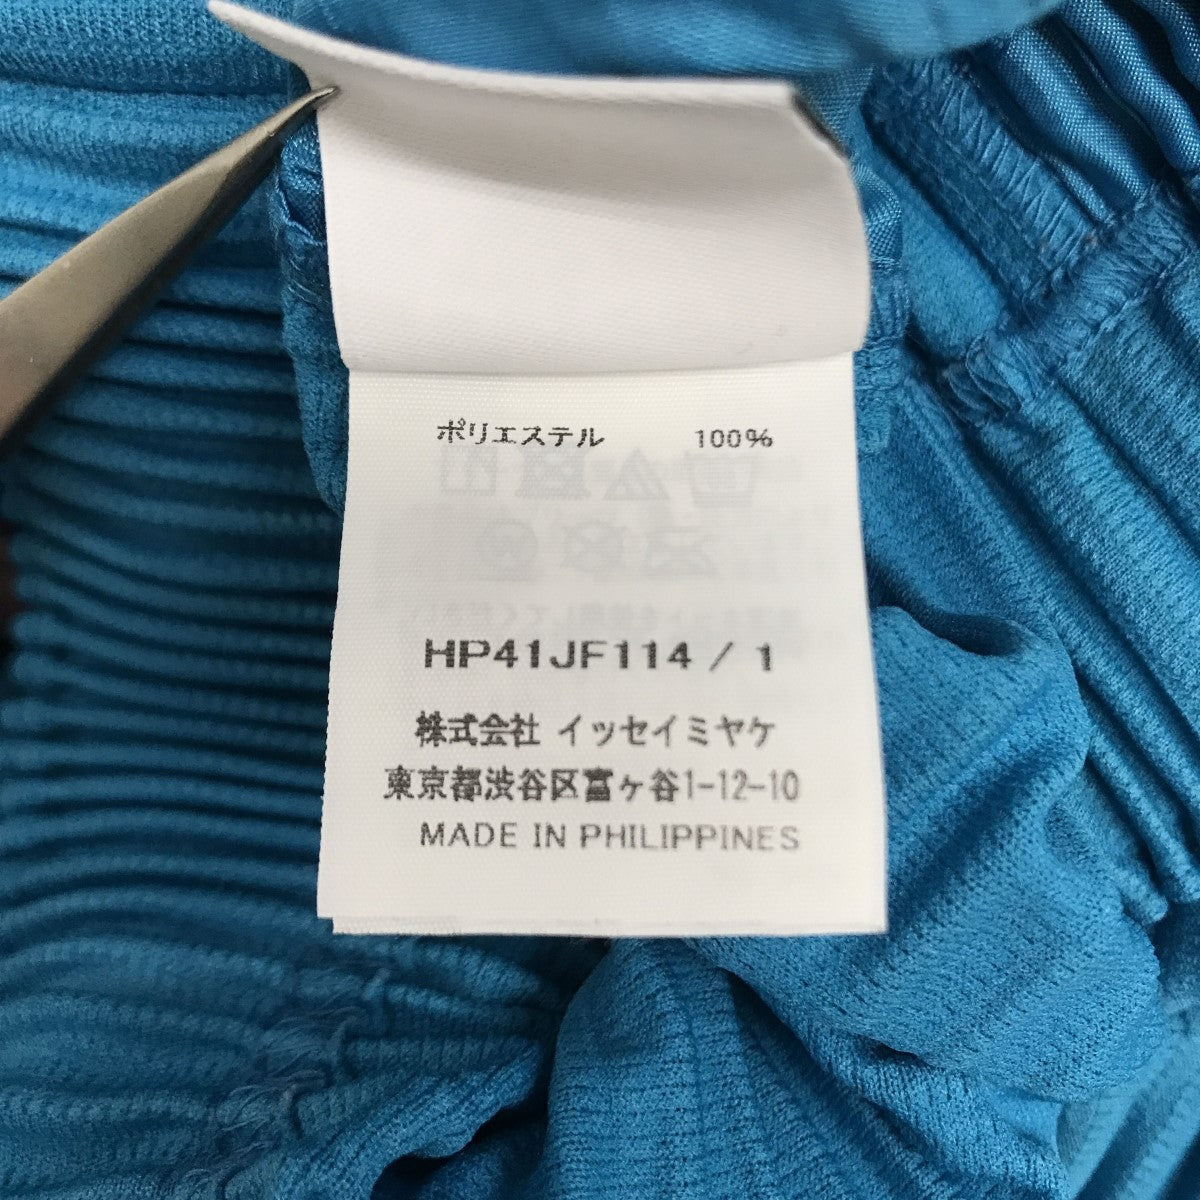 ポリエステル 100%
HP41JF114 / 1
株式会社 イッセイミヤケ
東京都渋谷区富ヶ谷1-12-10
MADE IN PHILIPPINES